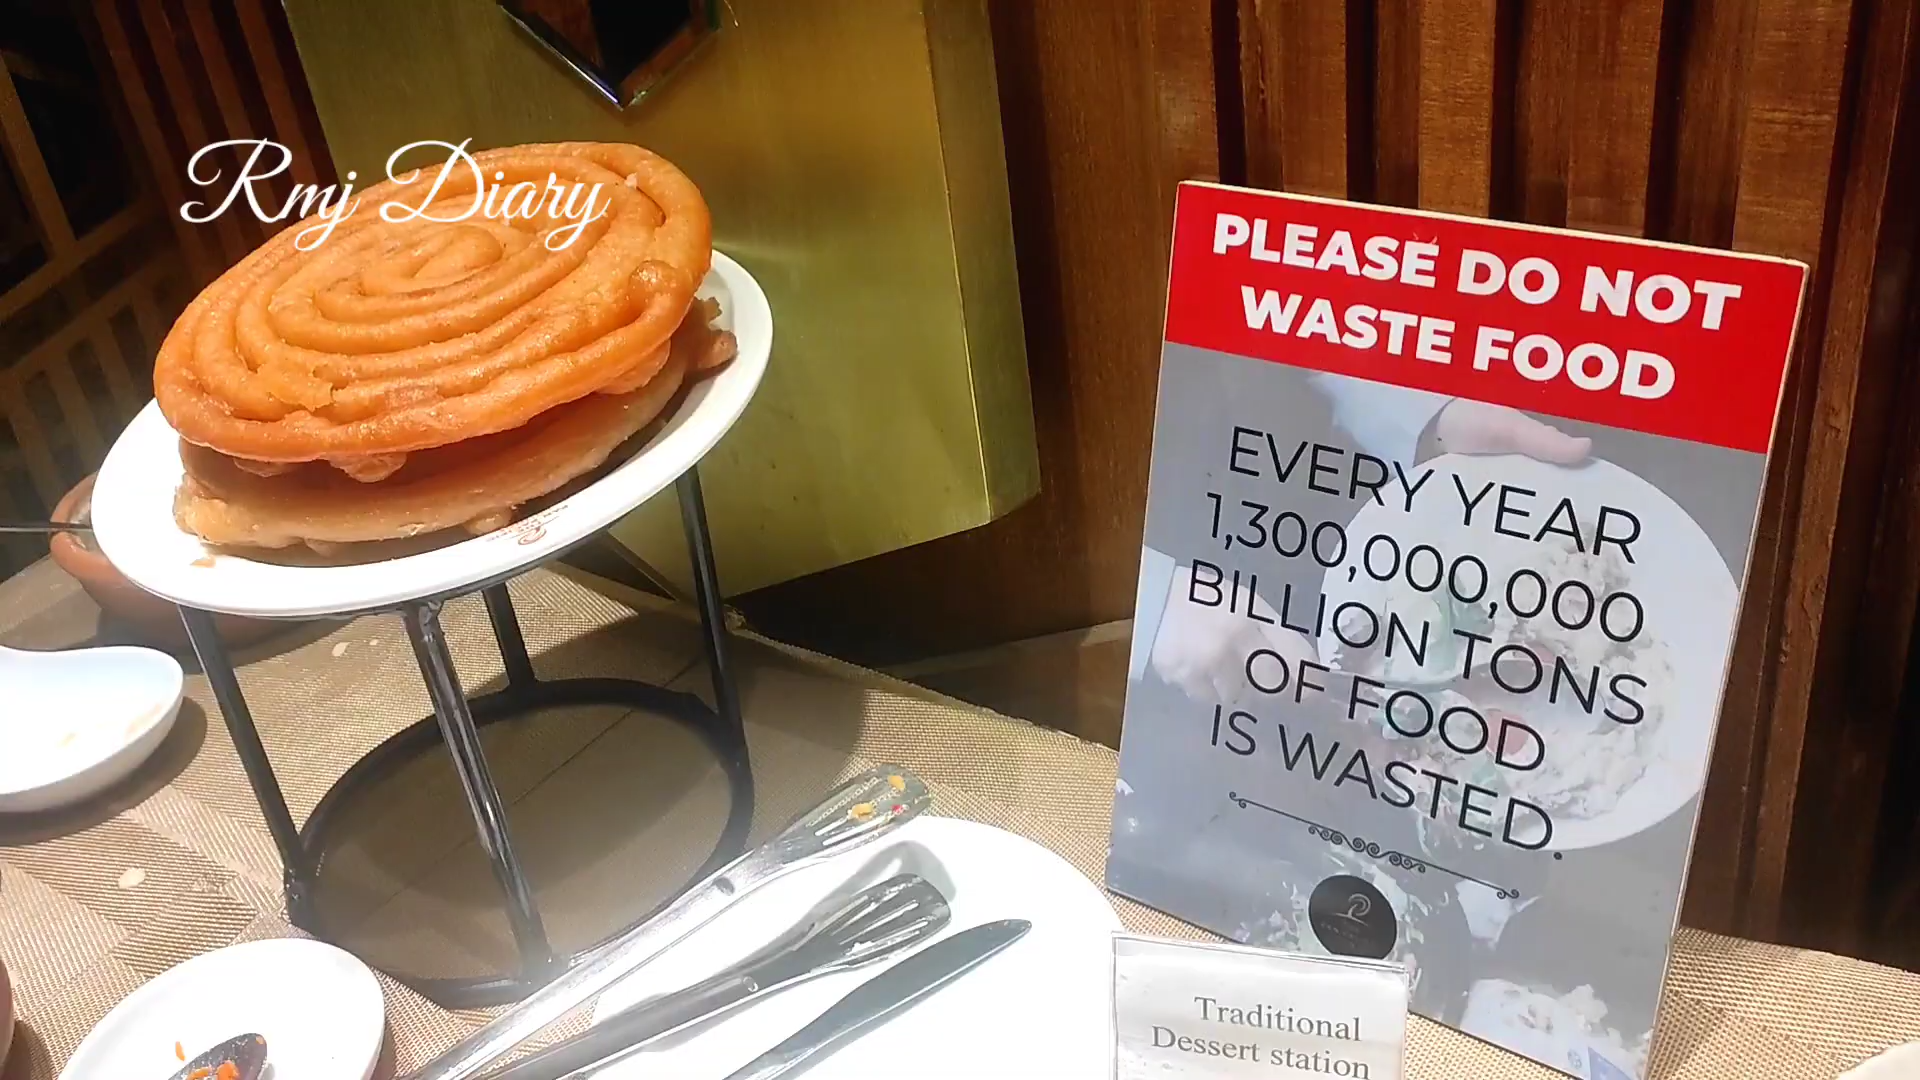 Rmj Diary
PLEASE DO NOT
WASTE FOOD
EVERY YEAR
1,300,000,000
BILLION TONS
OF FOOD
IS WASTED.
Traditional
Dessert station